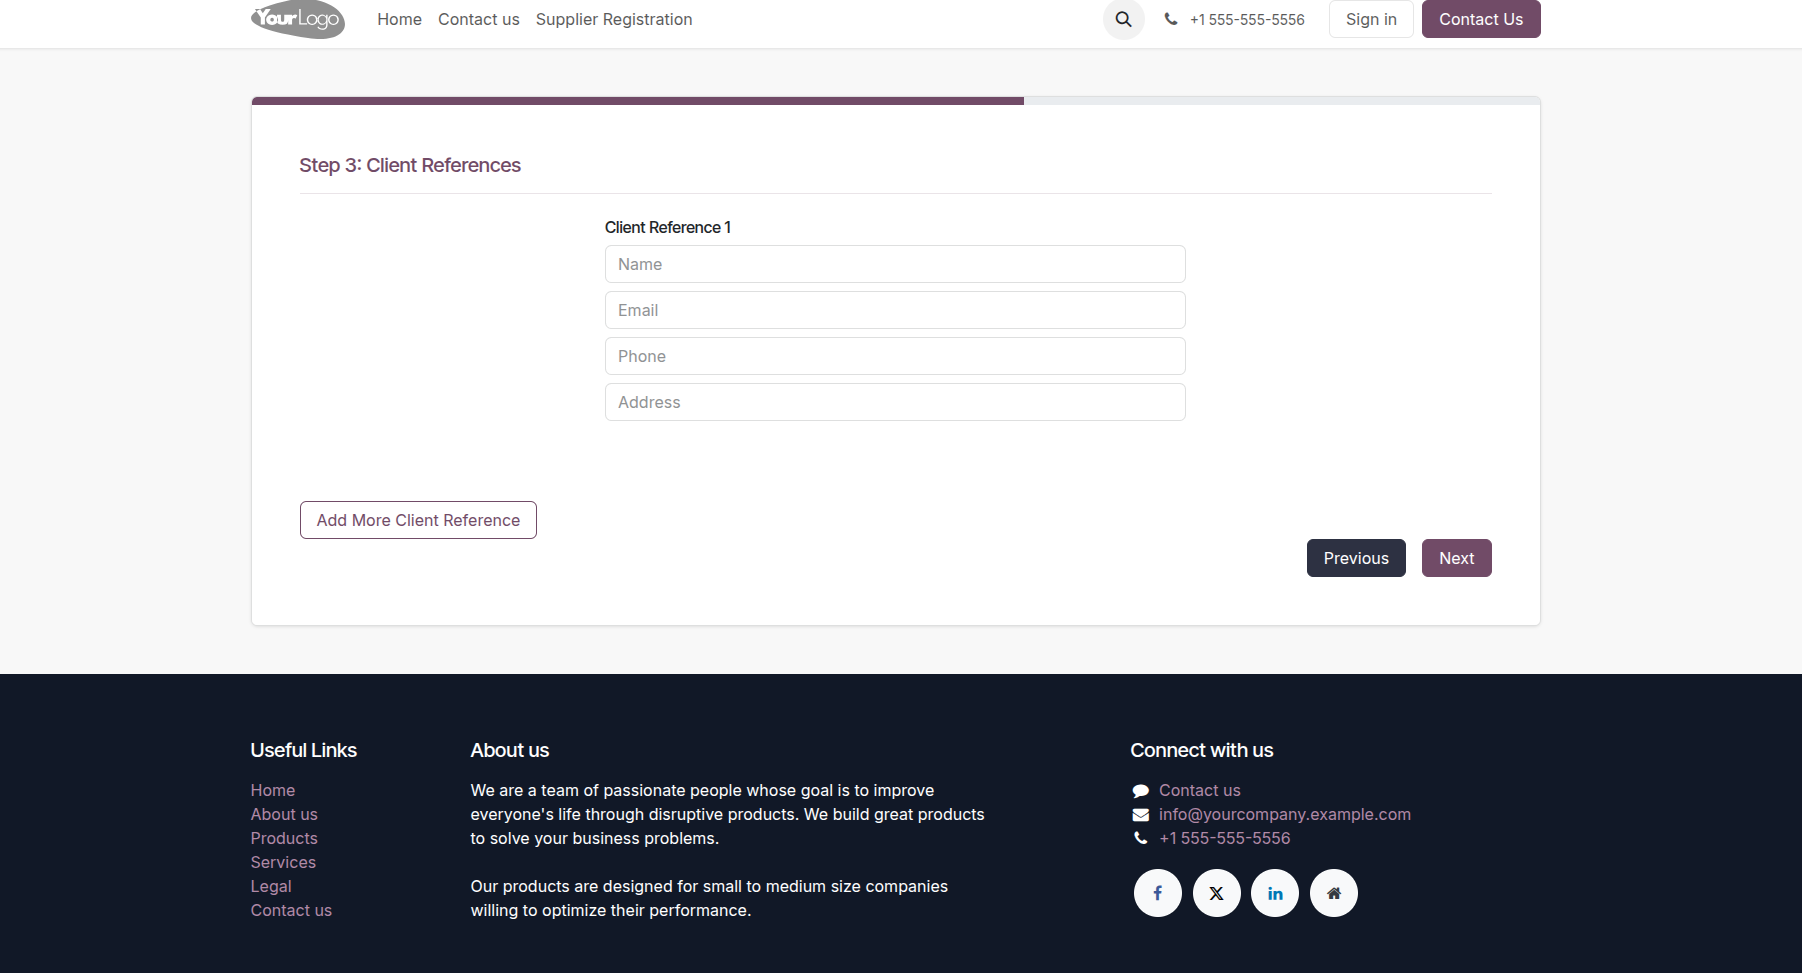 YourLogo
Home Contact us Supplier Registration
+1 555-555-5556
Sign in
Contact Us
Step 3: Client References
Client Reference 1
Name
Email
Phone
Address
Add More Client Reference
Previous
Next
Useful Links
Home
About us
Products
Services
Legal
Contact us
About us
We are a team of passionate people whose goal is to improve
everyone's life through disruptive products. We build great products
to solve your business problems.
Our products are designed for small to medium size companies
willing to optimize their performance.
Connect with us
Contact us
info@yourcompany.example.com
+1 555-555-5556